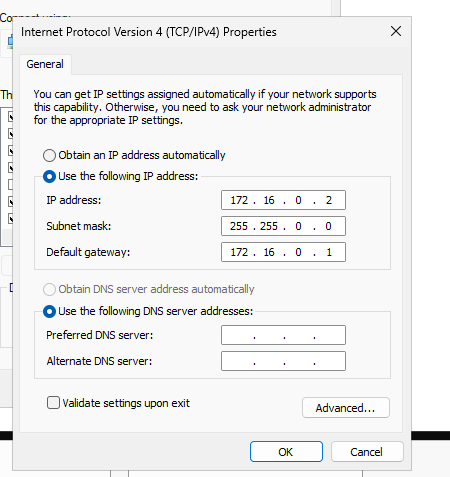 Connect using:
Internet Protocol Version 4 (TCP/IPv4) Properties
General
You can get IP settings assigned automatically if your network supports
this capability. Otherwise, you need to ask your network administrator
for the appropriate IP settings.
Obtain an IP address automatically
Use the following IP address:
IP address: 172 . 16 . 0 . 2
Subnet mask: 255 . 255 . 0 . 0
Default gateway: 172 . 16 . 0 . 1
Obtain DNS server address automatically
Use the following DNS server addresses:
Preferred DNS server: . . .
Alternate DNS server: . . .
Validate settings upon exit
Advanced...
OK Cancel